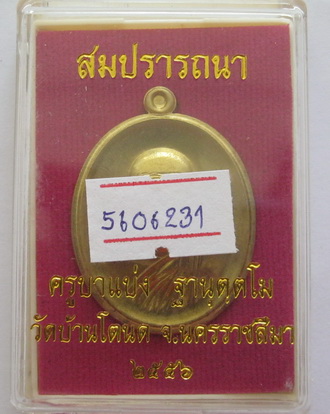 สมปรารถนา
5606231
ครูบาแบ่ง ฐานุตฺตโม
วัดบ้านโตนด จ.นครราชสีมา
๒๕๕๖